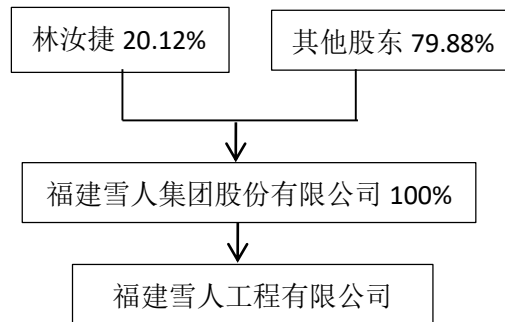 林汝捷 20.12%
其他股东 79.88%
福建雪人集团股份有限公司 100%
福建雪人工程有限公司